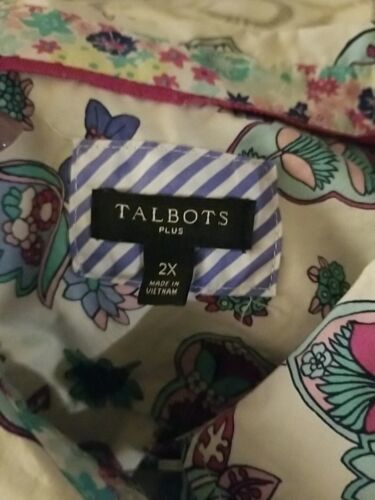 TALBOTS
PLUS
2X
MADE IN
VIETNAM